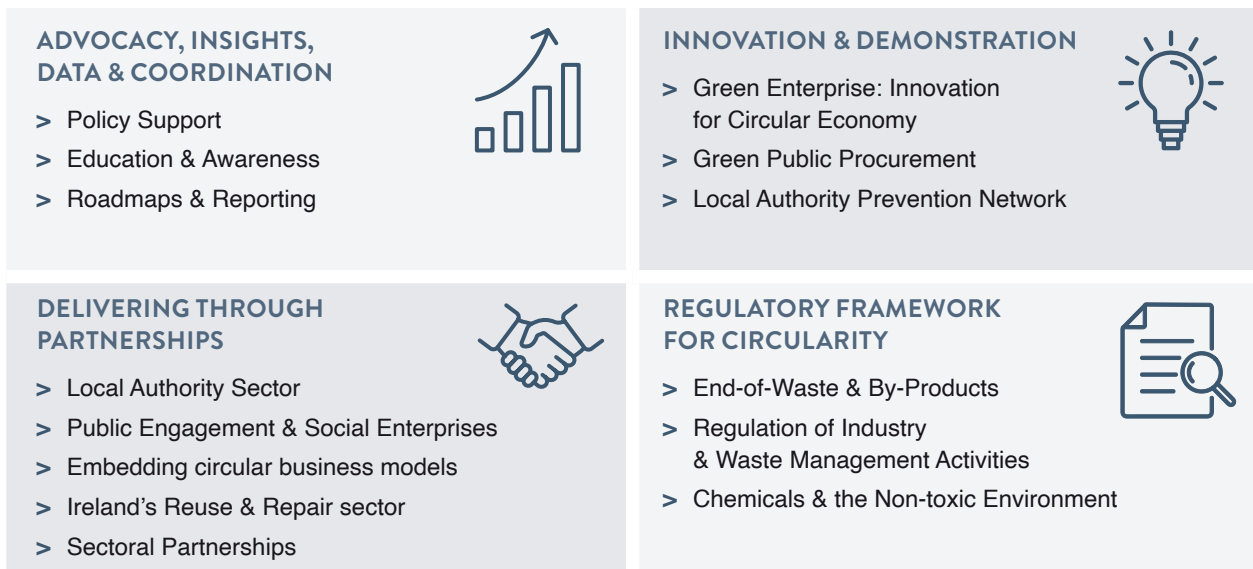 ADVOCACY, INSIGHTS,
DATA & COORDINATION
> Policy Support
> Education & Awareness
> Roadmaps & Reporting
INNOVATION & DEMONSTRATION
> Green Enterprise: Innovation
for Circular Economy
> Green Public Procurement
> Local Authority Prevention Network
DELIVERING THROUGH
PARTNERSHIPS
> Local Authority Sector
> Public Engagement & Social Enterprises
> Embedding circular business models
> Ireland’s Reuse & Repair sector
> Sectoral Partnerships
REGULATORY FRAMEWORK
FOR CIRCULARITY
> End-of-Waste & By-Products
> Regulation of Industry
& Waste Management Activities
> Chemicals & the Non-toxic Environment